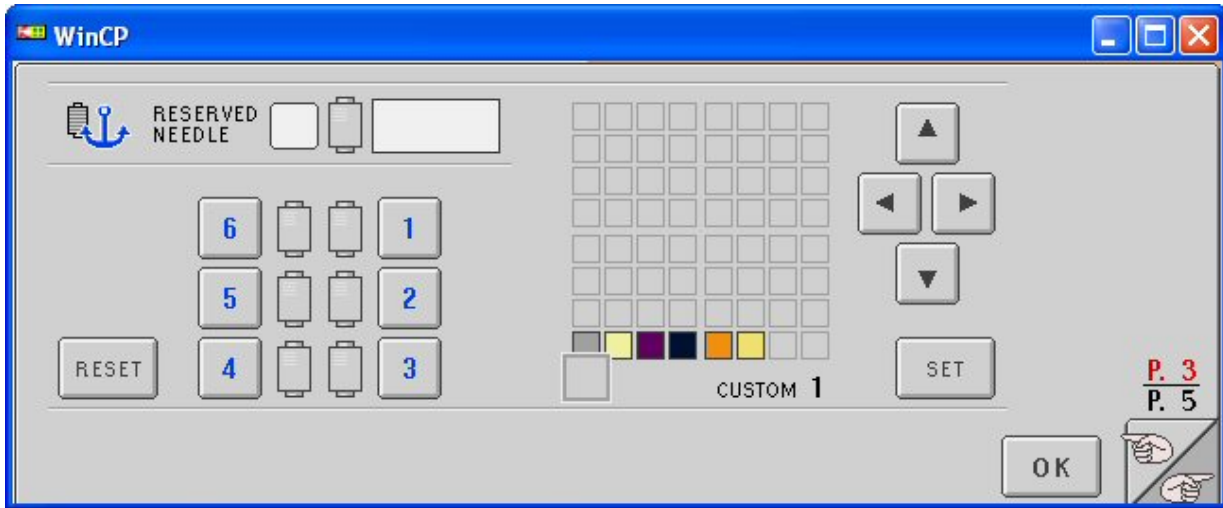 WinCP
RESERVED
NEEDLE
6
1
5
2
RESET
4
3
CUSTOM 1
SET
P. 3
P. 5
OK